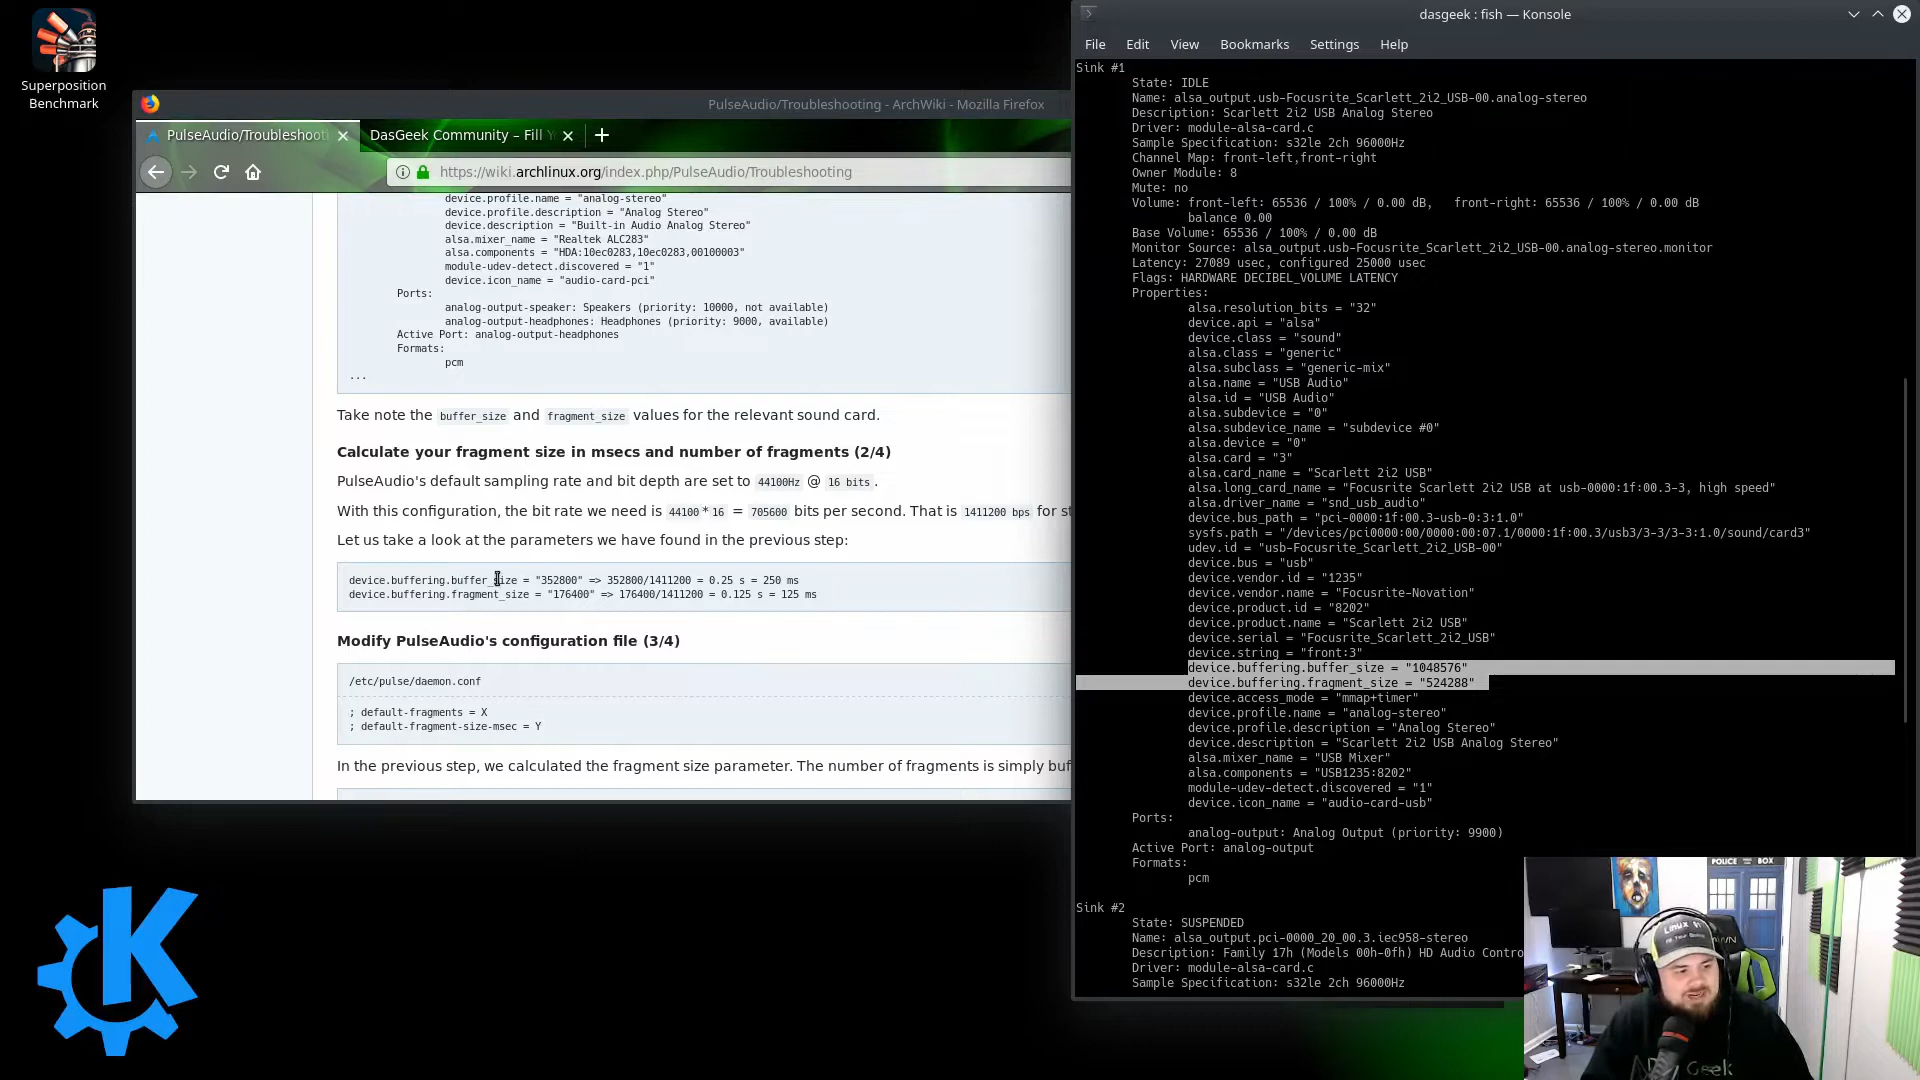 Superposition
Benchmark
PulseAudio/Troubleshooting - ArchWiki - Mozilla Firefox
PulseAudio/Troubleshooti
DasGeek Community – Fill Y
https://wiki.archlinux.org/index.php/PulseAudio/Troubleshooting
device.profile.name = "analog-stereo"
device.profile.description = "Analog Stereo"
device.description = "Built-in Audio Analog Stereo"
alsa.mixer_name = "Realtek ALC283"
alsa.components = "HDA:10ec0283,10ec0283,00100003"
module-udev-detect.discovered = "1"
device.icon_name = "audio-card-pci"
Ports:
analog-output-speaker: Speakers (priority: 10000, not available)
analog-output-headphones: Headphones (priority: 9000, available)
Active Port: analog-output-headphones
Formats:
pcm
...
Take note the buffer_size and fragment_size values for the relevant sound card.
Calculate your fragment size in msecs and number of fragments (2/4)
PulseAudio's default sampling rate and bit depth are set to 44100Hz @ 16 bits.
With this configuration, the bit rate we need is 44100*16 = 705600 bits per second. That is 1411200 bps for st
Let us take a look at the parameters we have found in the previous step:
device.buffering.buffer_size = "352800" => 352800/1411200 = 0.25 s = 250 ms
device.buffering.fragment_size = "176400" => 176400/1411200 = 0.125 s = 125 ms
Modify PulseAudio's configuration file (3/4)
/etc/pulse/daemon.conf
; default-fragments = X
; default-fragment-size-msec = Y
In the previous step, we calculated the fragment size parameter. The number of fragments is simply buf
dasgeek : fish — Konsole
File Edit View Bookmarks Settings Help
Sink #1
State: IDLE
Name: alsa_output.usb-Focusrite_Scarlett_2i2_USB-00.analog-stereo
Description: Scarlett 2i2 USB Analog Stereo
Driver: module-alsa-card.c
Sample Specification: s32le 2ch 96000Hz
Channel Map: front-left,front-right
Owner Module: 8
Mute: no
Volume: front-left: 65536 / 100% / 0.00 dB,   front-right: 65536 / 100% / 0.00 dB
balance 0.00
Base Volume: 65536 / 100% / 0.00 dB
Monitor Source: alsa_output.usb-Focusrite_Scarlett_2i2_USB-00.analog-stereo.monitor
Latency: 27089 usec, configured 25000 usec
Flags: HARDWARE DECIBEL_VOLUME LATENCY
Properties:
alsa.resolution_bits = "32"
device.api = "alsa"
device.class = "sound"
alsa.class = "generic"
alsa.subclass = "generic-mix"
alsa.name = "USB Audio"
alsa.id = "USB Audio"
alsa.subdevice = "0"
alsa.subdevice_name = "subdevice #0"
alsa.device = "0"
alsa.card = "3"
alsa.card_name = "Scarlett 2i2 USB"
alsa.long_card_name = "Focusrite Scarlett 2i2 USB at usb-0000:1f:00.3-3, high speed"
alsa.driver_name = "snd_usb_audio"
device.bus_path = "pci-0000:1f:00.3-usb-0:3:1.0"
sysfs.path = "/devices/pci0000:00/0000:00:07.1/0000:1f:00.3/usb3/3-3/3-3:1.0/sound/card3"
udev.id = "usb-Focusrite_Scarlett_2i2_USB-00"
device.bus = "usb"
device.vendor.id = "1235"
device.vendor.name = "Focusrite-Novation"
device.product.id = "8202"
device.product.name = "Scarlett 2i2 USB"
device.serial = "Focusrite_Scarlett_2i2_USB"
device.string = "front:3"
device.buffering.buffer_size = "1048576"
device.buffering.fragment_size = "524288"
device.access_mode = "mmap+timer"
device.profile.name = "analog-stereo"
device.profile.description = "Analog Stereo"
device.description = "Scarlett 2i2 USB Analog Stereo"
alsa.mixer_name = "USB Mixer"
alsa.components = "USB1235:8202"
module-udev-detect.discovered = "1"
device.icon_name = "audio-card-usb"
Ports:
analog-output: Analog Output (priority: 9900)
Active Port: analog-output
Formats:
pcm
Sink #2
State: SUSPENDED
Name: alsa_output.pci-0000_20_00.3.iec958-stereo
Description: Family 17h (Models 00h-0fh) HD Audio Contro
Driver: module-alsa-card.c
Sample Specification: s32le 2ch 96000Hz
POLICE BOX
Geek